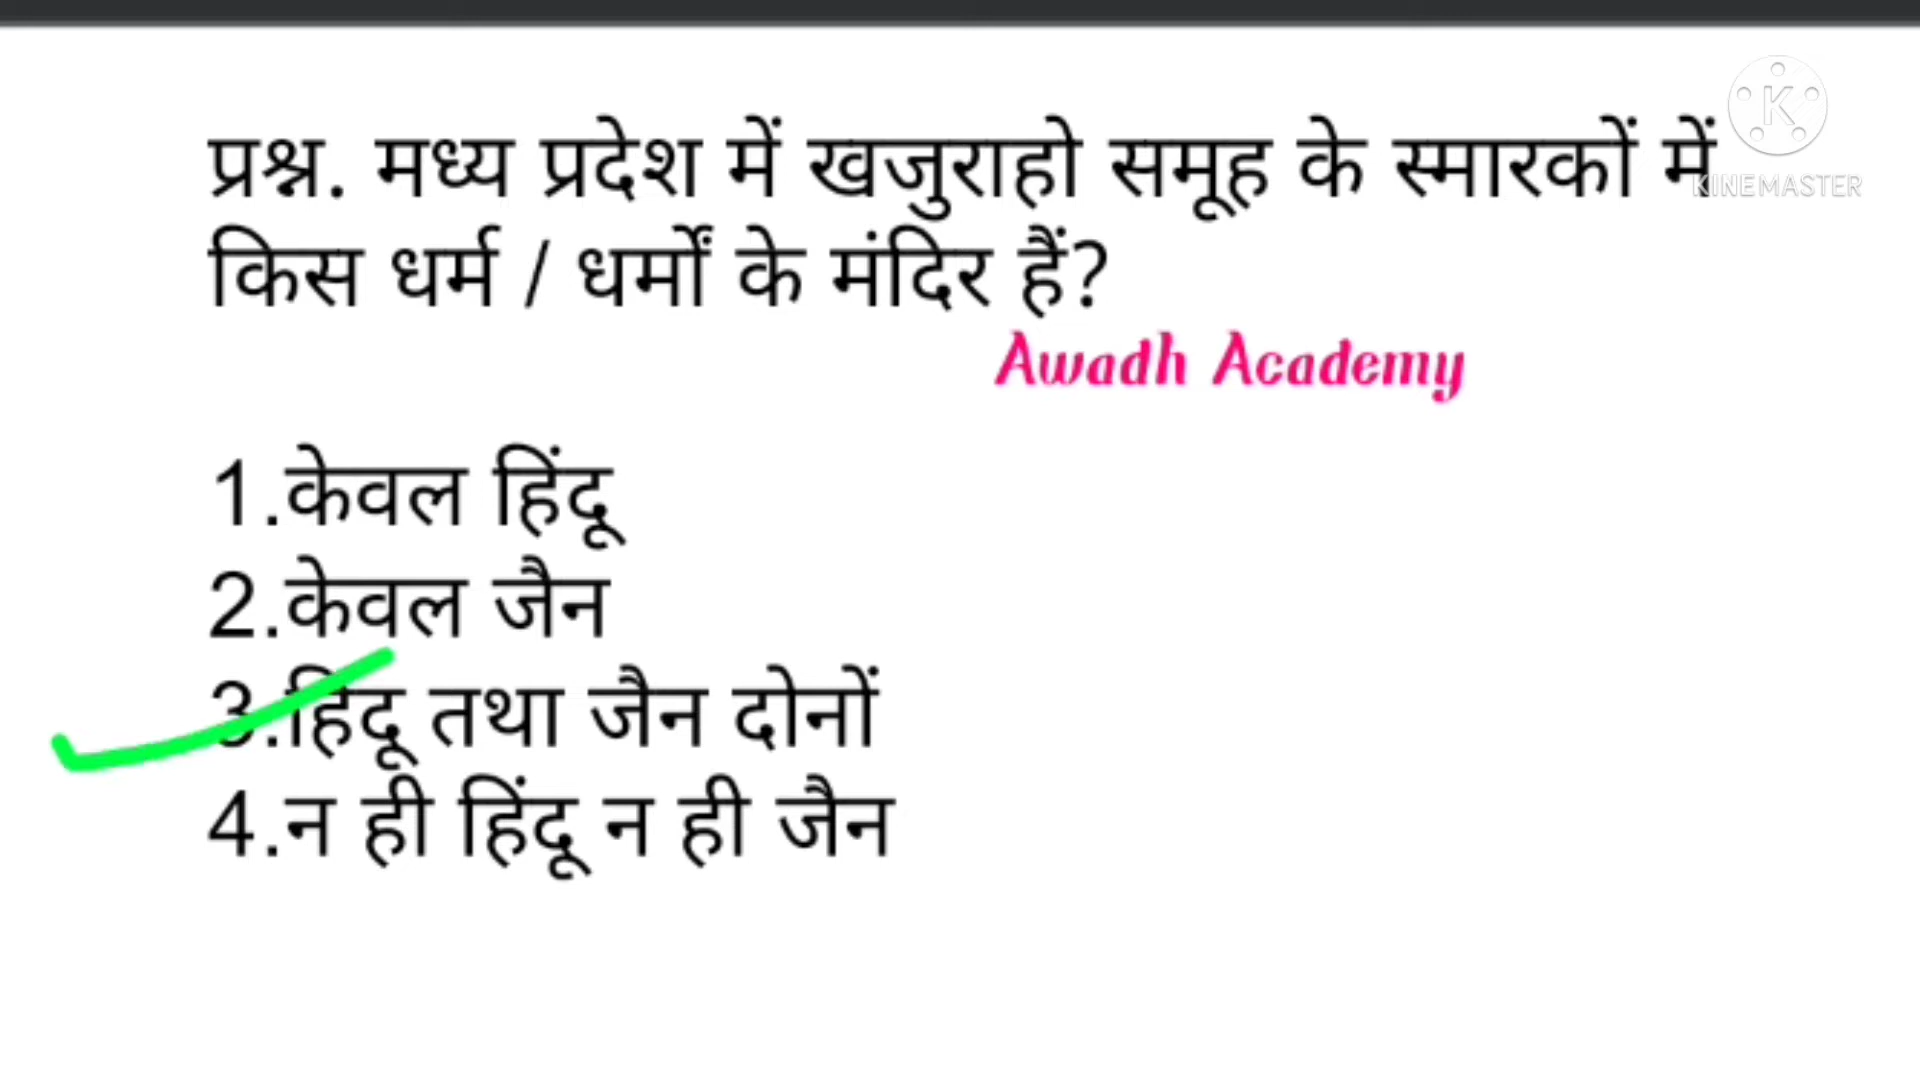 प्रश्न. मध्य प्रदेश में खजुराहो समूह के स्मारकों में
KINEMASTER
किस धर्म / धर्मों के मंदिर हैं?
Awadh Academy
1.केवल हिंदू
2.केवल जैन
3.हिंदू तथा जैन दोनों
4.न ही हिंदू न ही जैन